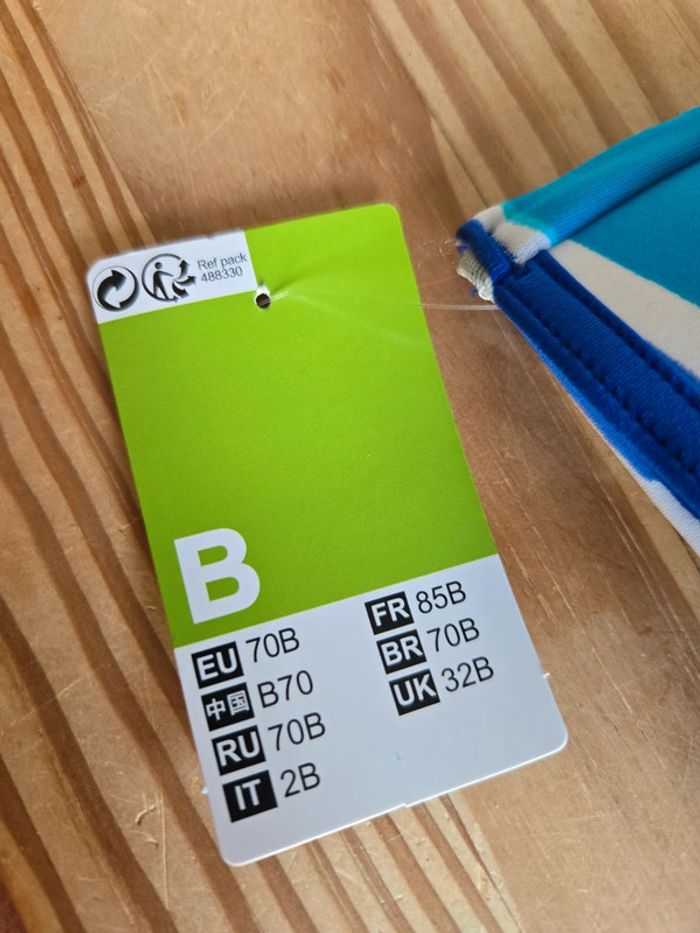 Ref pack
488330
B
EU 70B
中国 B70
RU 70B
IT 2B
FR 85B
BR 70B
UK 32B